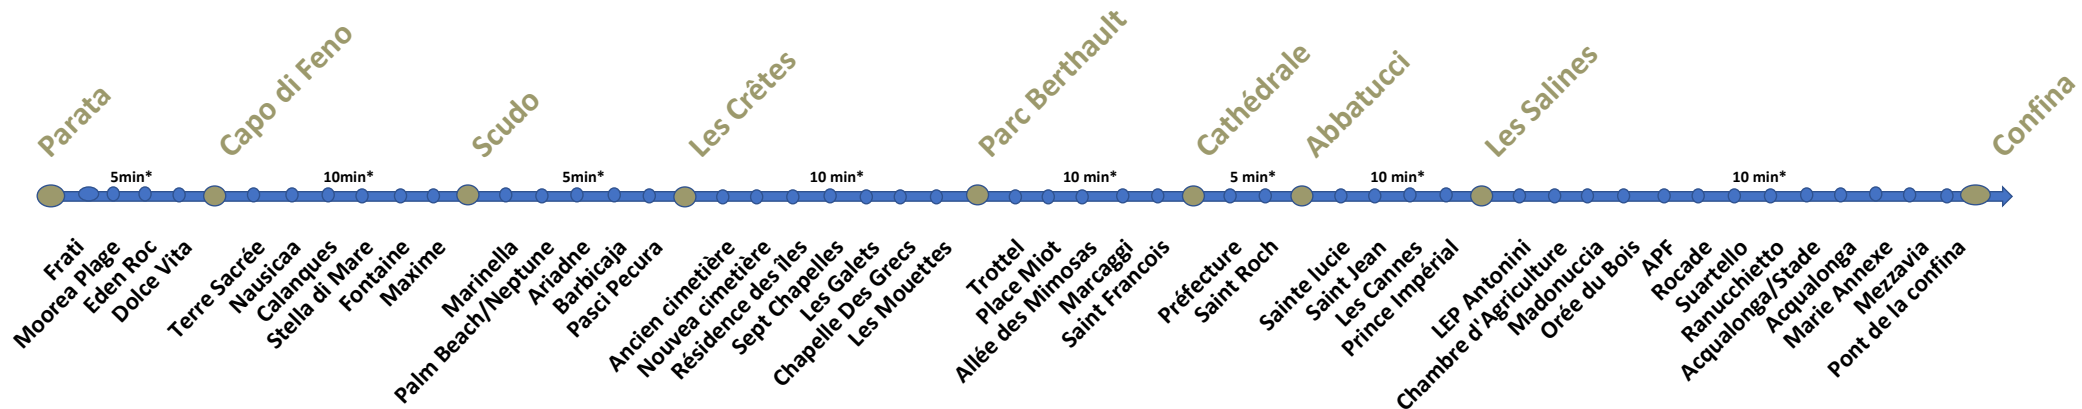 Parata
Capo di Feno
Scudo
Les Crêtes
Parc Berthault
Cathédrale
Abbatucci
Les Salines
Confina
5min*
10min*
5min*
10 min*
10 min*
5 min*
10 min*
10 min*
Frati
Moorea Plage
Eden Roc
Dolce Vita
Terre Sacrée
Nausicaa
Calanques
Stella di Mare
Fontaine
Maxime
Marinella
Palm Beach/Neptune
Ariadne
Barbicaja
Pasci Pecura
Ancien cimetière
Nouvea cimetière
Résidence des îles
Sept Chapelles
Les Galets
Chapelle Des Grecs
Les Mouettes
Trottel
Place Miot
Allée des Mimosas
Marcaggi
Saint Francois
Préfecture
Saint Roch
Sainte lucie
Saint Jean
Les Cannes
Prince Impérial
LEP Antonini
Chambre d'Agriculture
Madonuccia
Orée du Bois
APF
Rocade
Suartello
Ranucchietto
Acqualonga/Stade
Acqualonga
Marie Annexe
Mezzavia
Pont de la confina